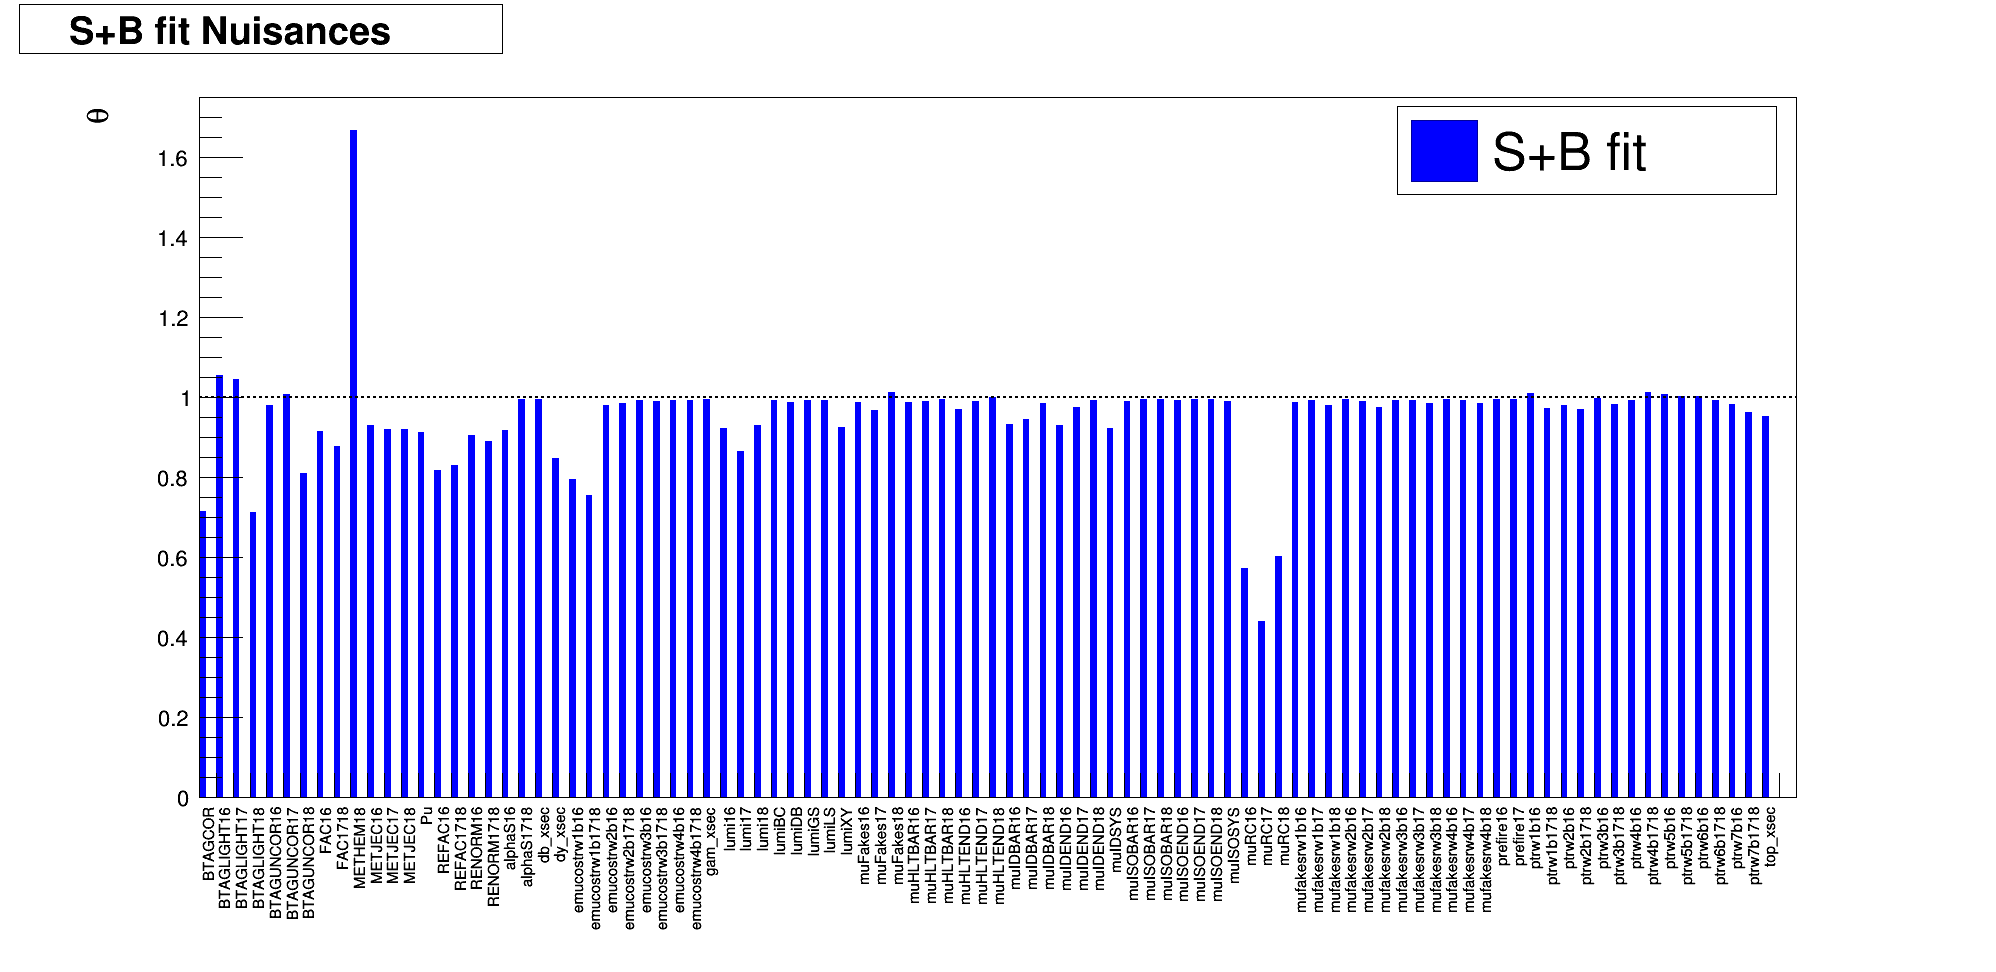 S+B fit Nuisances
θ
S+B fit
1.6
1.4
1.2
1
0.8
0.6
0.4
0.2
0
BTAGCOR
BTAGLIGHT16
BTAGLIGHT17
BTAGLIGHT18
BTAGUNCOR16
BTAGUNCOR17
BTAGUNCOR18
FAC16
FAC1718
METHEM18
METJEC16
METJEC17
METJEC18
Pu
REFAC16
REFAC1718
RENORM16
RENORM1718
alphaS16
alphaS1718
db_xsec
dy_xsec
emucostrw1b16
emucostrw1b1718
emucostrw2b16
emucostrw2b1718
emucostrw3b16
emucostrw3b1718
emucostrw4b16
emucostrw4b1718
gam_xsec
lumi16
lumi17
lumi18
lumiBC
lumiDB
lumiGS
lumiLS
lumiXY
muFakes16
muFakes17
muFakes18
muHLTBAR16
muHLTBAR17
muHLTBAR18
muHLTEND16
muHLTEND17
muHLTEND18
muIDBAR16
muIDBAR17
muIDBAR18
muIDEND16
muIDEND17
muIDEND18
muIDSYS
muISOBAR16
muISOBAR17
muISOBAR18
muISOEND16
muISOEND17
muISOEND18
muISOSYS
muRC16
muRC17
muRC18
mufakesrw1b16
mufakesrw1b17
mufakesrw1b18
mufakesrw2b16
mufakesrw2b17
mufakesrw2b18
mufakesrw3b16
mufakesrw3b17
mufakesrw3b18
mufakesrw4b16
mufakesrw4b17
mufakesrw4b18
prefire16
prefire17
ptrw1b16
ptrw1b1718
ptrw2b16
ptrw2b1718
ptrw3b16
ptrw3b1718
ptrw4b16
ptrw4b1718
ptrw5b16
ptrw5b1718
ptrw6b16
ptrw6b1718
ptrw7b16
ptrw7b1718
top_xsec